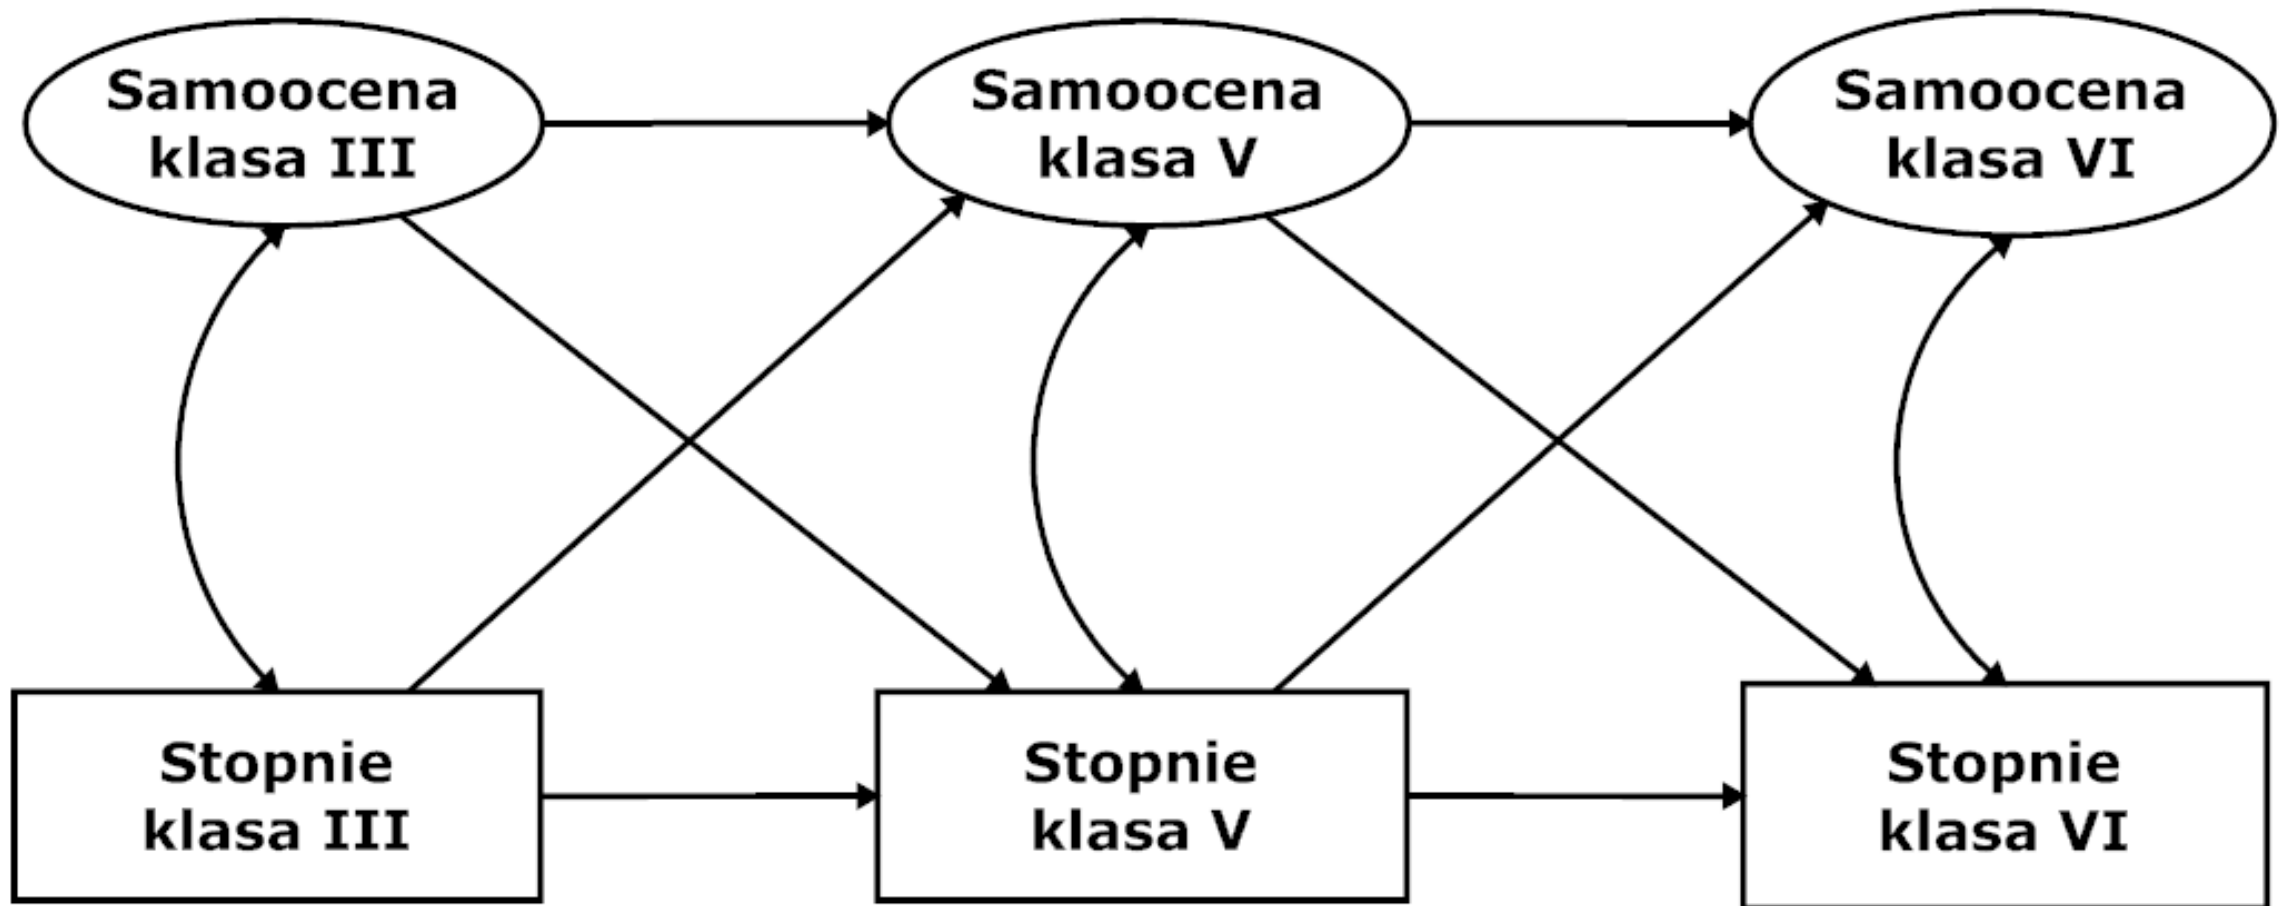 Samoocena
klasa III
Samoocena
klasa V
Samoocena
klasa VI
Stopnie
klasa III
Stopnie
klasa V
Stopnie
klasa VI